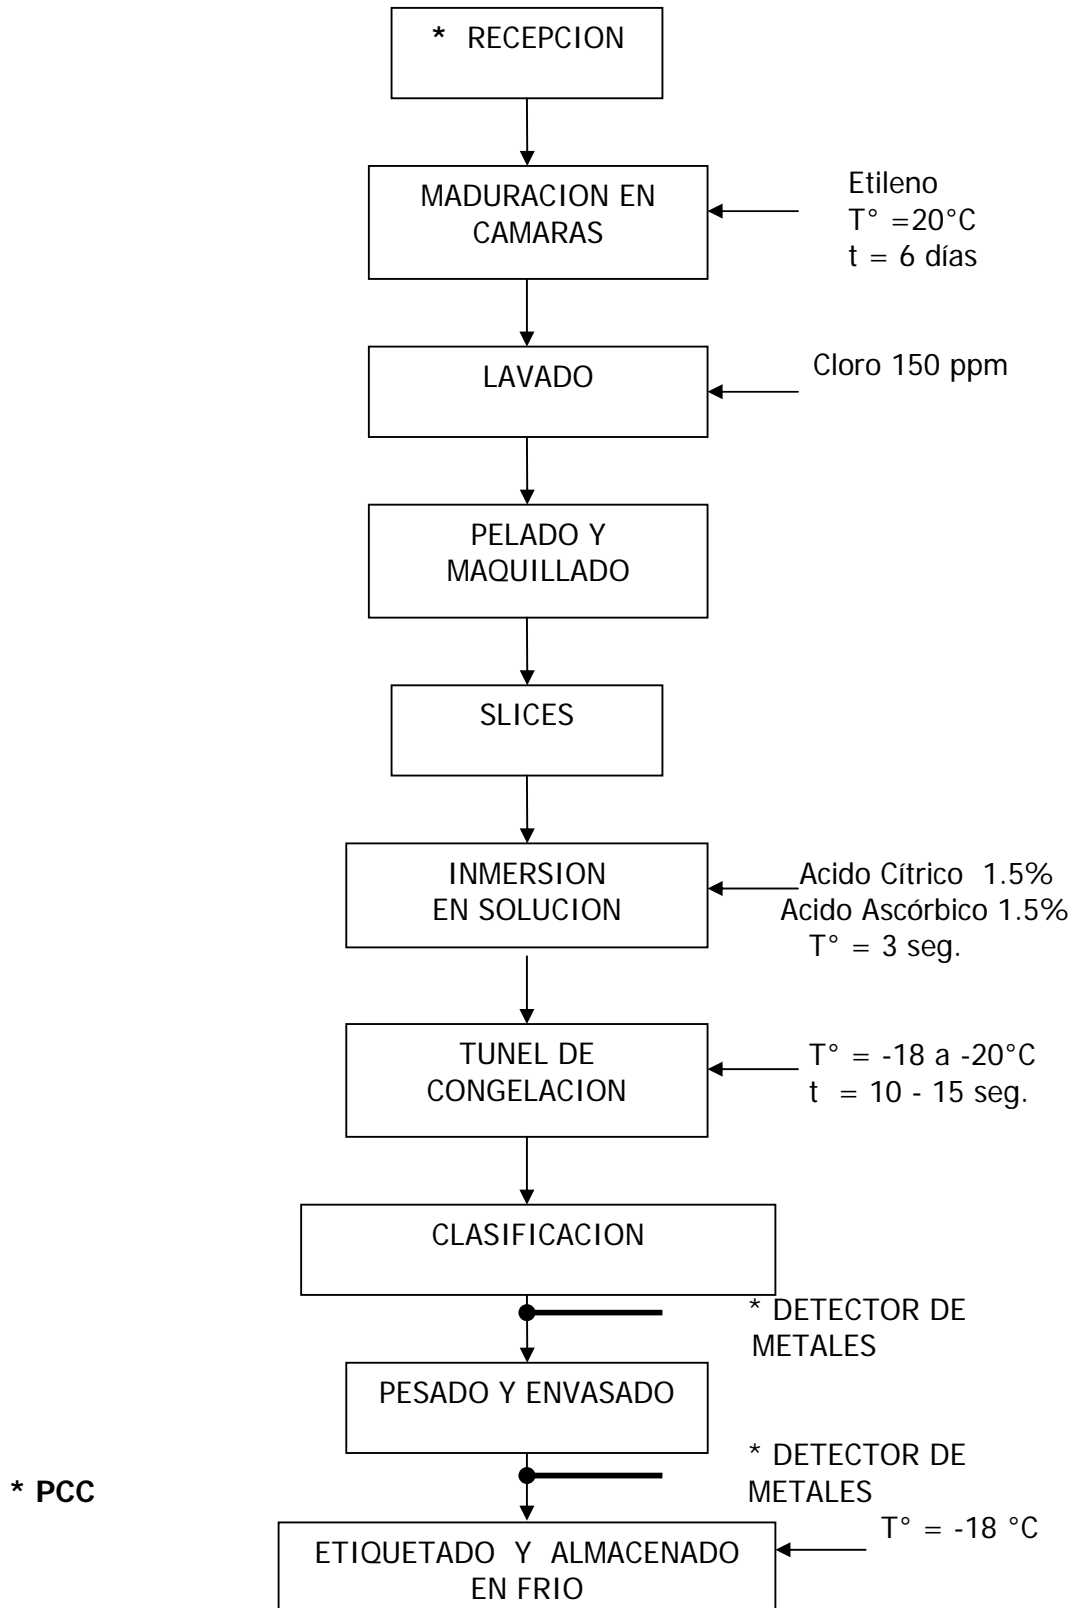 * RECEPCION
MADURACION EN
CAMARAS
Etileno
T° =20°C
t = 6 días
LAVADO
Cloro 150 ppm
PELADO Y
MAQUILLADO
SLICES
INMERSION
EN SOLUCION
Acido Cítrico 1.5%
Acido Ascórbico 1.5%
T° = 3 seg.
TUNEL DE
CONGELACION
T° = -18 a -20°C
t = 10 - 15 seg.
CLASIFICACION
* DETECTOR DE
METALES
PESADO Y ENVASADO
* DETECTOR DE
METALES
* PCC
T° = -18 °C
ETIQUETADO Y ALMACENADO
EN FRIO